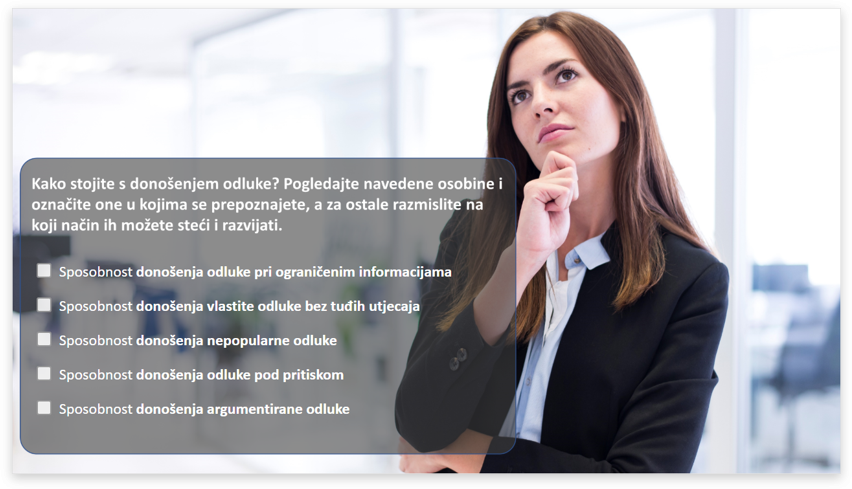 Kako stojite s donošenjem odluke? Pogledajte navedene osobine i
označite one u kojima se prepoznajete, a za ostale razmislite na
koji način ih možete steći i razvijati.
Sposobnost donošenja odluke pri ograničenim informacijama
Sposobnost donošenja vlastite odluke bez tuđih utjecaja
Sposobnost donošenja nepopularne odluke
Sposobnost donošenja odluke pod pritiskom
Sposobnost donošenja argumentirane odluke